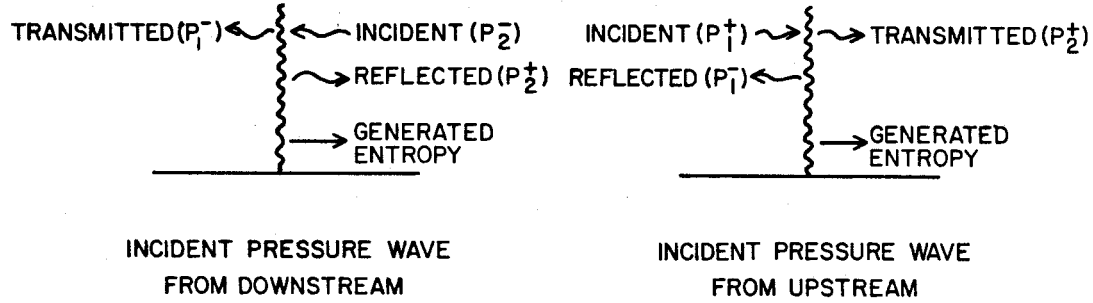 TRANSMITTED (P₁⁻) INCIDENT (P₂⁻)
REFLECTED (P₂⁺)
GENERATED
ENTROPY
INCIDENT PRESSURE WAVE
FROM DOWNSTREAM
INCIDENT (P₁⁺) TRANSMITTED (P₂⁺)
REFLECTED (P₁⁻)
GENERATED
ENTROPY
INCIDENT PRESSURE WAVE
FROM UPSTREAM